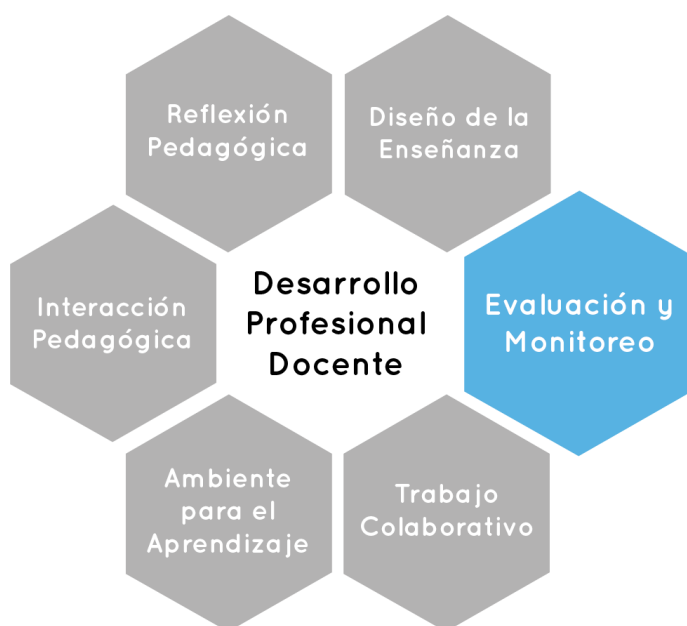 Reflexión
Pedagógica
Diseño de la
Enseñanza
Interacción
Pedagógica
Desarrollo
Profesional
Docente
Evaluación y
Monitoreo
Ambiente
para el
Aprendizaje
Trabajo
Colaborativo